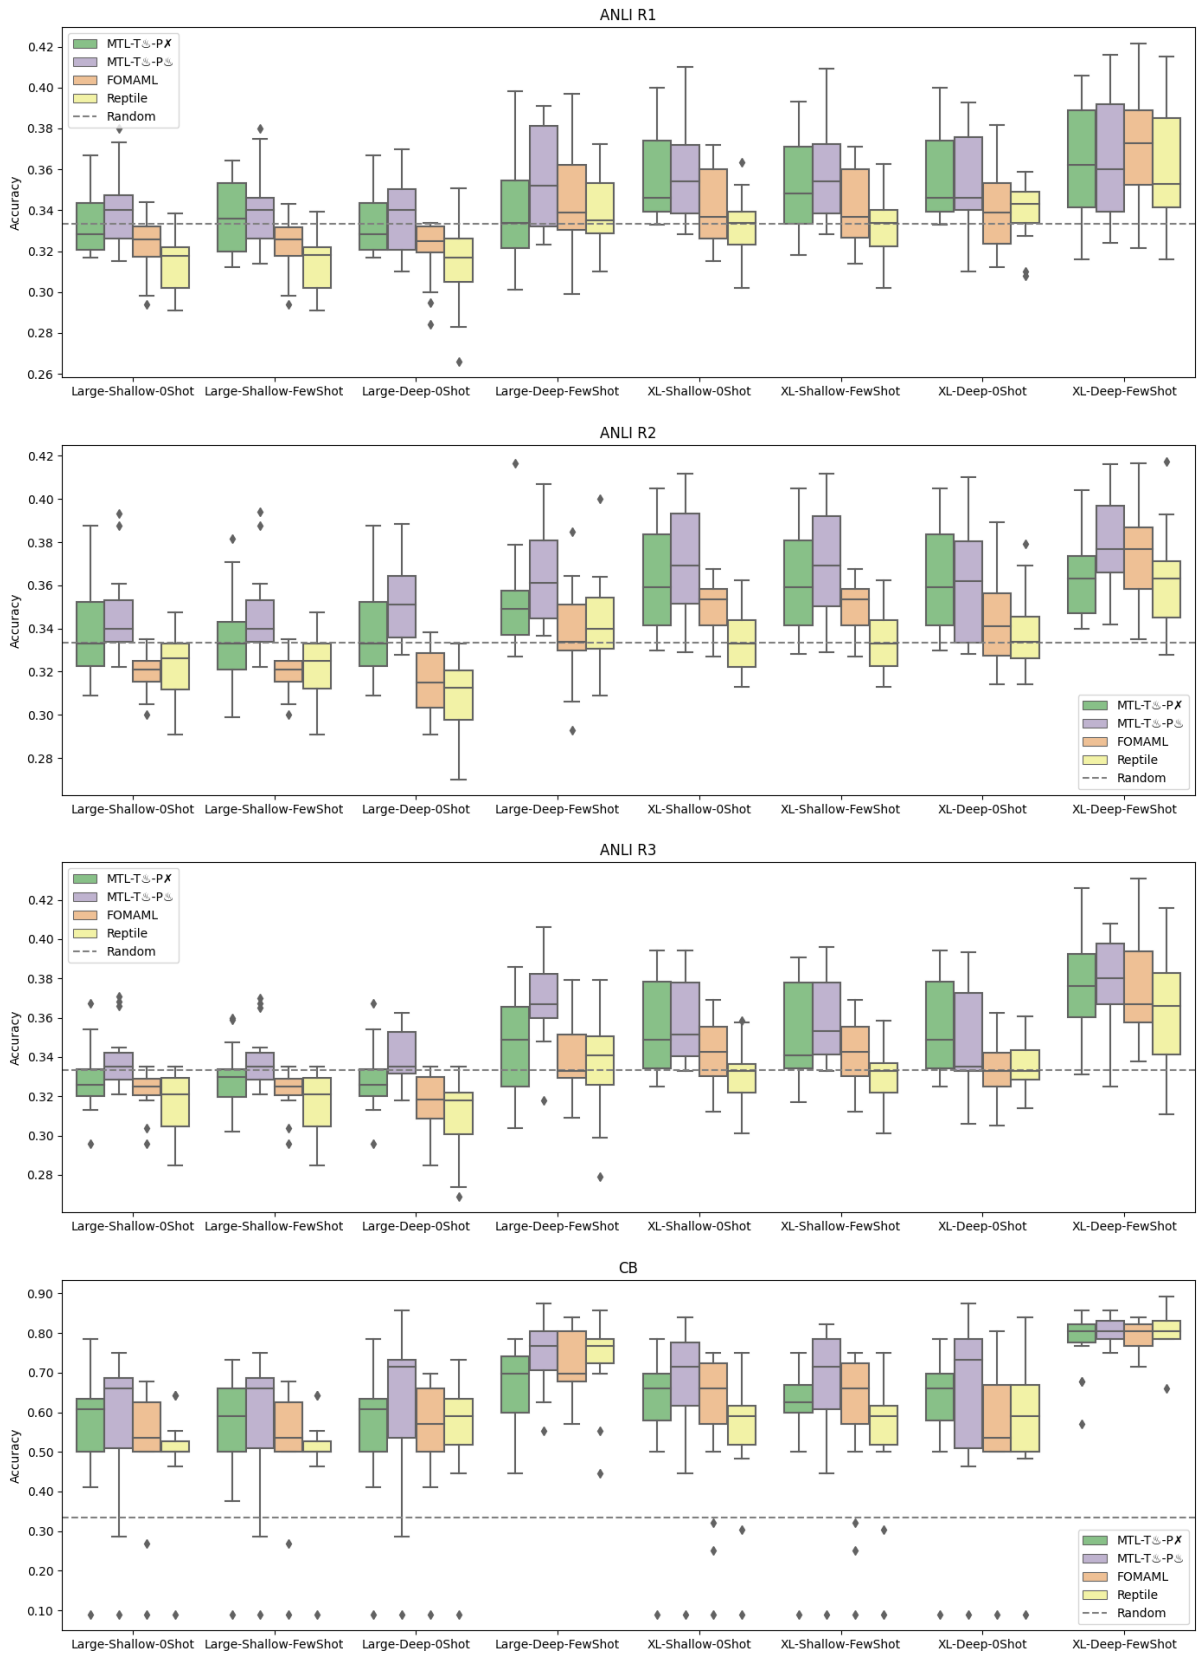 ANLI R1
MTL-T♨-P✗
MTL-T♨-P♨
FOMAML
Reptile
Random
Accuracy
0.42
0.40
0.38
0.36
0.34
0.32
0.30
0.28
0.26
Large-Shallow-0Shot Large-Shallow-FewShot Large-Deep-0Shot Large-Deep-FewShot XL-Shallow-0Shot XL-Shallow-FewShot XL-Deep-0Shot XL-Deep-FewShot
ANLI R2
Accuracy
0.42
0.40
0.38
0.36
0.34
0.32
0.30
0.28
MTL-T♨-P✗
MTL-T♨-P♨
FOMAML
Reptile
Random
Large-Shallow-0Shot Large-Shallow-FewShot Large-Deep-0Shot Large-Deep-FewShot XL-Shallow-0Shot XL-Shallow-FewShot XL-Deep-0Shot XL-Deep-FewShot
ANLI R3
MTL-T♨-P✗
MTL-T♨-P♨
FOMAML
Reptile
Random
Accuracy
0.42
0.40
0.38
0.36
0.34
0.32
0.30
0.28
Large-Shallow-0Shot Large-Shallow-FewShot Large-Deep-0Shot Large-Deep-FewShot XL-Shallow-0Shot XL-Shallow-FewShot XL-Deep-0Shot XL-Deep-FewShot
CB
Accuracy
0.90
0.80
0.70
0.60
0.50
0.40
0.30
0.20
0.10
MTL-T♨-P✗
MTL-T♨-P♨
FOMAML
Reptile
Random
Large-Shallow-0Shot Large-Shallow-FewShot Large-Deep-0Shot Large-Deep-FewShot XL-Shallow-0Shot XL-Shallow-FewShot XL-Deep-0Shot XL-Deep-FewShot